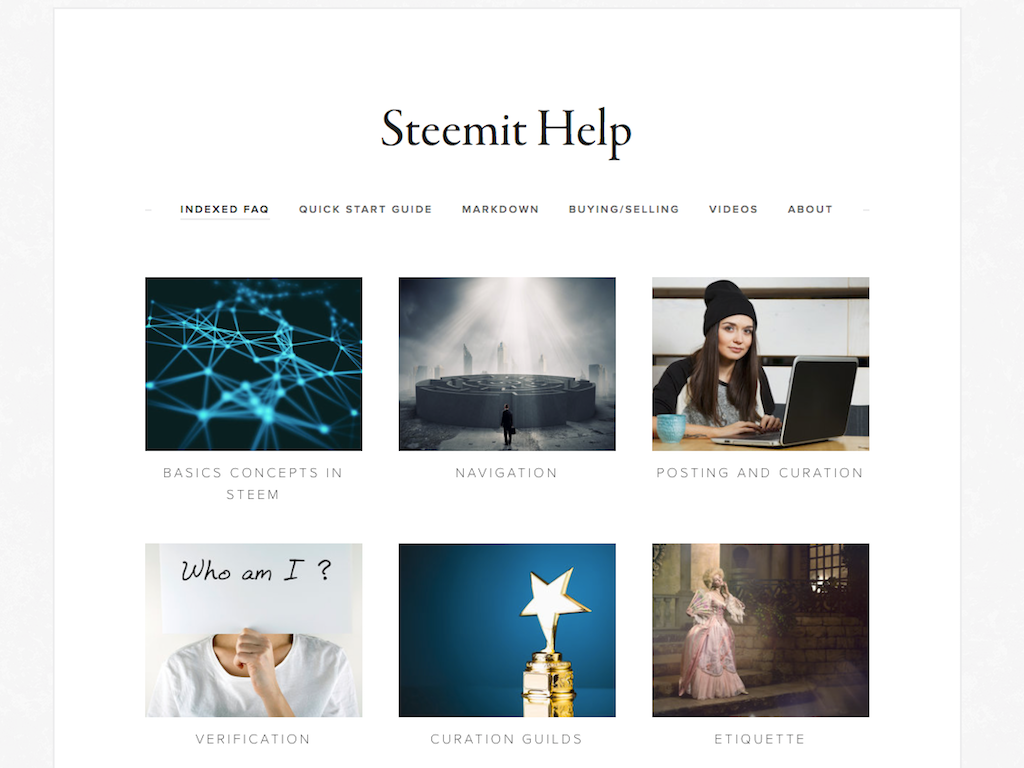 Steemit Help
INDEXED FAQ QUICK START GUIDE MARKDOWN BUYING/SELLING VIDEOS ABOUT
BASICS CONCEPTS IN
STEEM
NAVIGATION
POSTING AND CURATION
Who am I ?
VERIFICATION
CURATION GUILDS
ETIQUETTE